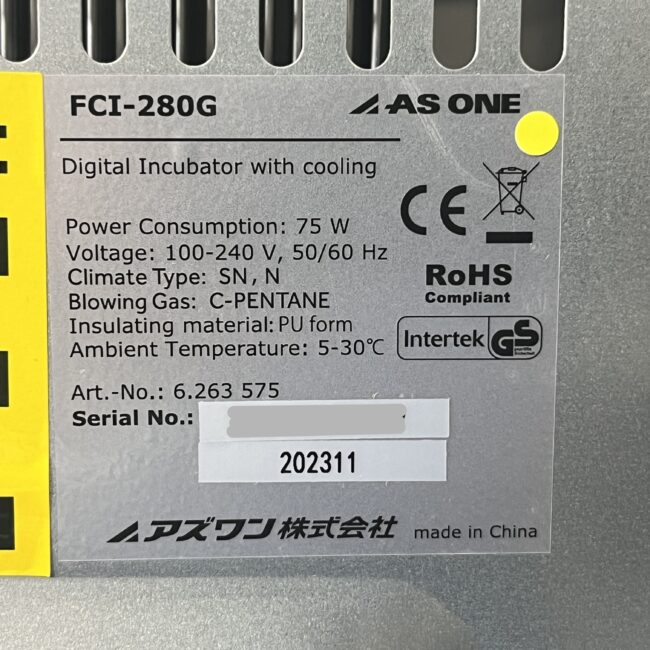 FCI-280G
AS ONE
Digital Incubator with cooling
Power Consumption: 75 W
Voltage: 100-240 V, 50/60 Hz
Climate Type: SN, N
Blowing Gas: C-PENTANE
Insulating material: PU form
Ambient Temperature: 5-30℃
CE
RoHS
Compliant
Intertek
GS
geprüfte
Sicherheit
Art.-No.: 6.263 575
Serial No.:
202311
アズワン株式会社
made in China